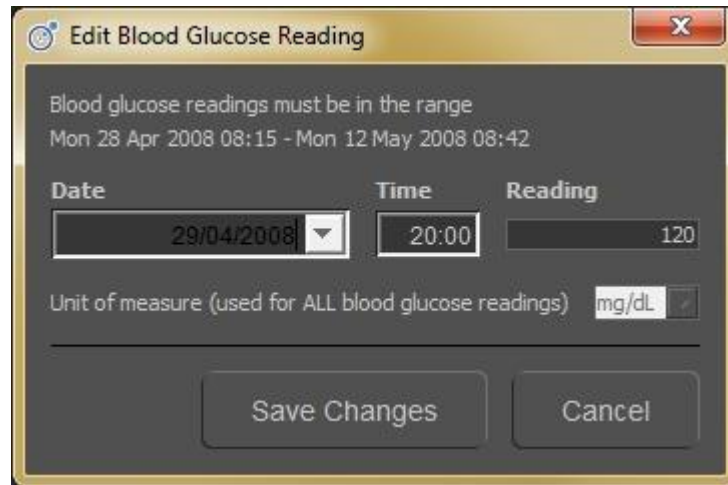 Edit Blood Glucose Reading
Blood glucose readings must be in the range
Mon 28 Apr 2008 08:15 - Mon 12 May 2008 08:42
Date Time Reading
29/04/2008 20:00 120
Unit of measure (used for ALL blood glucose readings) mg/dL
Save Changes Cancel